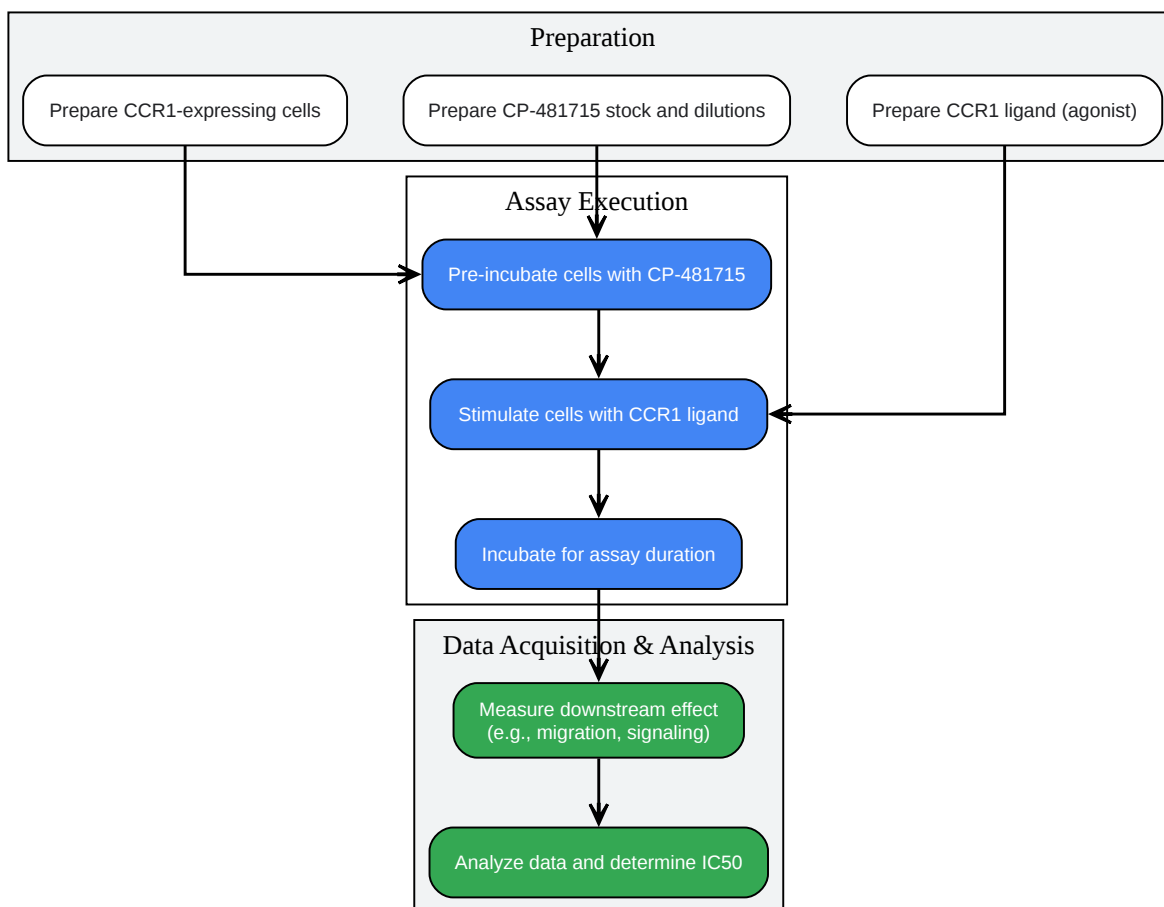 Preparation
Prepare CCR1-expressing cells
Prepare CP-481715 stock and dilutions
Prepare CCR1 ligand (agonist)
Assay Execution
Pre-incubate cells with CP-481715
Stimulate cells with CCR1 ligand
Incubate for assay duration
Data Acquisition & Analysis
Measure downstream effect
(e.g., migration, signaling)
Analyze data and determine IC50